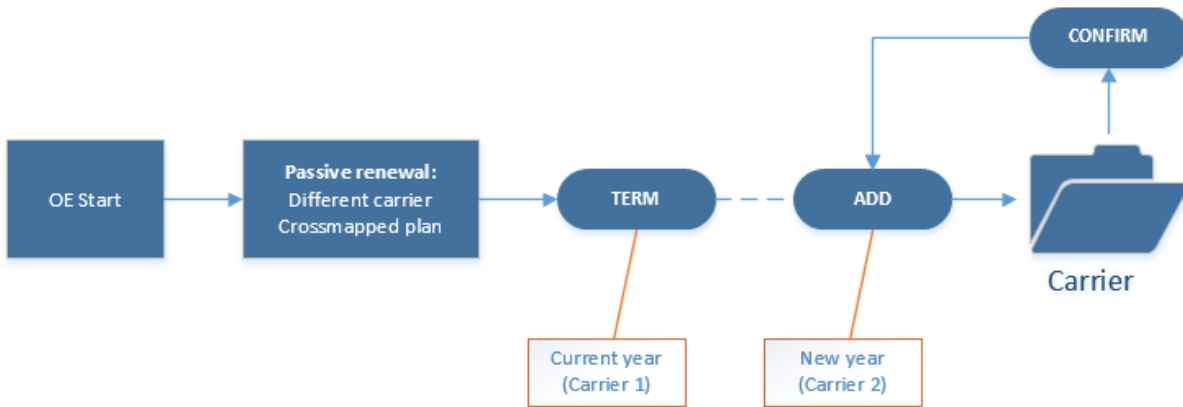 CONFIRM
OE Start
Passive renewal:
Different carrier
Crossmapped plan
TERM
ADD
Carrier
Current year
(Carrier 1)
New year
(Carrier 2)